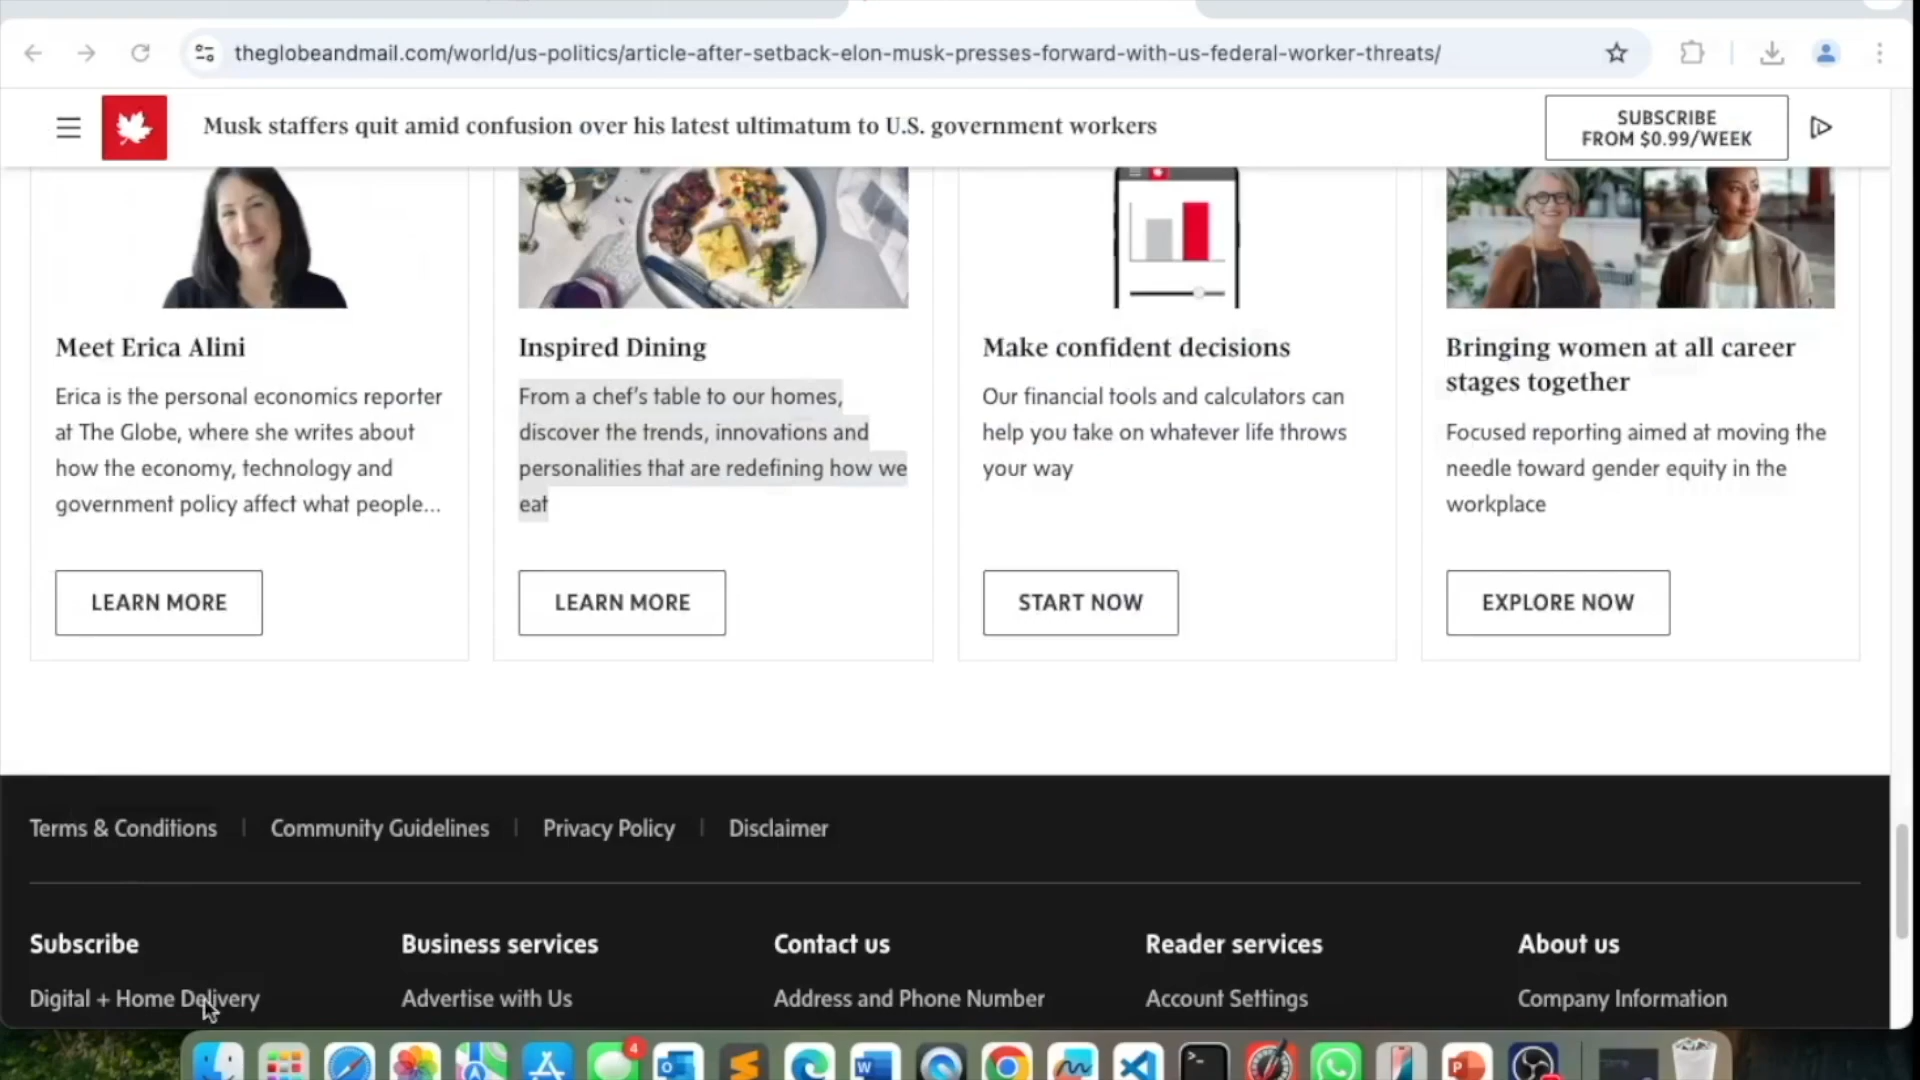 theglobeandmail.com/world/us-politics/article-after-setback-elon-musk-presses-forward-with-us-federal-worker-threats/
Musk staffers quit amid confusion over his latest ultimatum to U.S. government workers
SUBSCRIBE
FROM $0.99/WEEK
Meet Erica Alini
Erica is the personal economics reporter
at The Globe, where she writes about
how the economy, technology and
government policy affect what people...
LEARN MORE
Inspired Dining
From a chef's table to our homes,
discover the trends, innovations and
personalities that are redefining how we
eat
LEARN MORE
Make confident decisions
Our financial tools and calculators can
help you take on whatever life throws
your way
START NOW
Bringing women at all career
stages together
Focused reporting aimed at moving the
needle toward gender equity in the
workplace
EXPLORE NOW
Terms & Conditions
Community Guidelines
Privacy Policy
Disclaimer
Subscribe
Digital + Home Delivery
Business services
Advertise with Us
Contact us
Address and Phone Number
Reader services
Account Settings
About us
Company Information
4